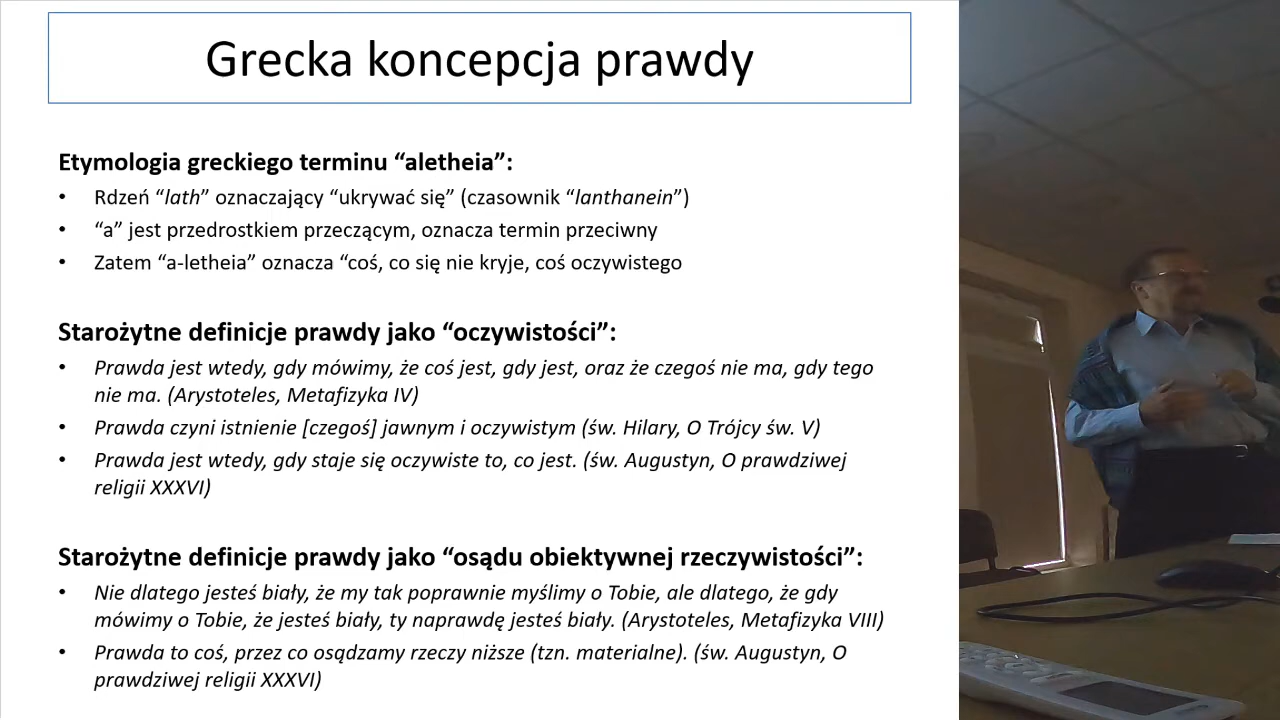 Grecka koncepcja prawdy
Etymologia greckiego terminu “aletheia”:
• Rdzeń “lath” oznaczający “ukrywać się” (czasownik “lanthanein”)
• “a” jest przedrostkiem przeczącym, oznacza termin przeciwny
• Zatem “a-letheia” oznacza “coś, co się nie kryje, coś oczywistego
Starożytne definicje prawdy jako “oczywistości”:
• Prawda jest wtedy, gdy mówimy, że coś jest, gdy jest, oraz że czegoś nie ma, gdy tego
nie ma. (Arystoteles, Metafizyka IV)
• Prawda czyni istnienie [czegoś] jawnym i oczywistym (św. Hilary, O Trójcy św. V)
• Prawda jest wtedy, gdy staje się oczywiste to, co jest. (św. Augustyn, O prawdziwej
religii XXXVI)
Starożytne definicje prawdy jako “osądu obiektywnej rzeczywistości”:
• Nie dlatego jesteś biały, że my tak poprawnie myślimy o Tobie, ale dlatego, że gdy
mówimy o Tobie, że jesteś biały, ty naprawdę jesteś biały. (Arystoteles, Metafizyka VIII)
• Prawda to coś, przez co osądzamy rzeczy niższe (tzn. materialne). (św. Augustyn, O
prawdziwej religii XXXVI)